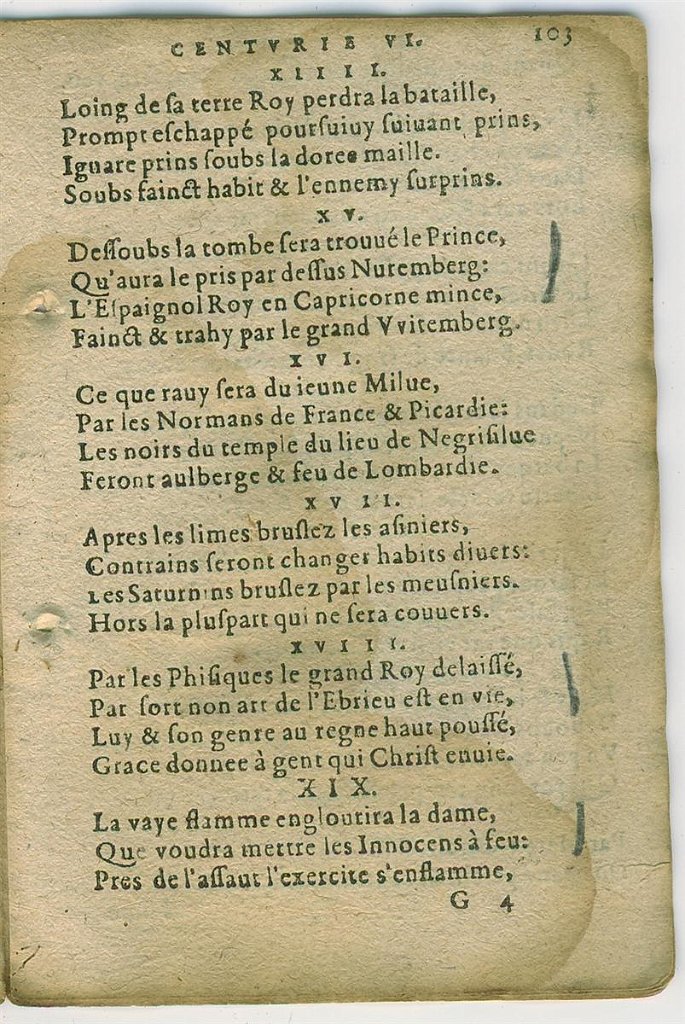 CENTVRIE VI. 103
XIIII.
Loing de ſa terre Roy perdra la bataille,
Prompt eſchappé pourſuiuy ſuiuant prins,
Ignare prins ſoubs la doree maille.
Soubs fainct habit & l'ennemy ſurprins.
XV.
Deſſoubs la tombe ſera trouué le Prince,
Qu'aura le pris par deſſus Nuremberg:
L'Eſpaignol Roy en Capricorne mince,
Fainct & trahy par le grand Vvitemberg.
XVI.
Ce que rauy ſera du ieune Milue,
Par les Normans de France & Picardie:
Les noirs du temple du lieu de Negriſilue
Feront aulberge & feu de Lombardie.
XVII.
Apres les limes bruſlez les aſiniers,
Contrains ſeront changer habits diuers:
Les Saturnins bruſlez par les meuſniers.
Hors la pluſpart qui ne ſera couuers.
XVIII.
Par les Phiſiques le grand Roy delaiſſé,
Par ſort non art de l'Ebrieu eſt en vie,
Luy & ſon genre au regne haut pouſſé,
Grace donnee à gent qui Chriſt enuie.
XIX.
La vaye flamme engloutira la dame,
Que voudra mettre les Innocens à feu:
Pres de l'aſſaut l'exercite s'enflamme,
G 4